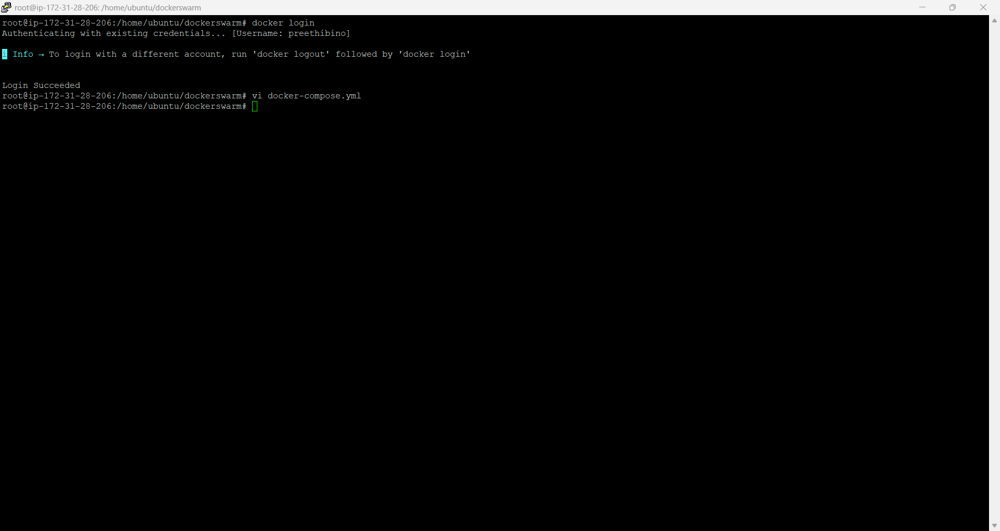 root@ip-172-31-28-206: /home/ubuntu/dockerswarm
root@ip-172-31-28-206:/home/ubuntu/dockerswarm# docker login
Authenticating with existing credentials... [Username: preethibino]
i Info → To login with a different account, run 'docker logout' followed by 'docker login'
Login Succeeded
root@ip-172-31-28-206:/home/ubuntu/dockerswarm# vi docker-compose.yml
root@ip-172-31-28-206:/home/ubuntu/dockerswarm#